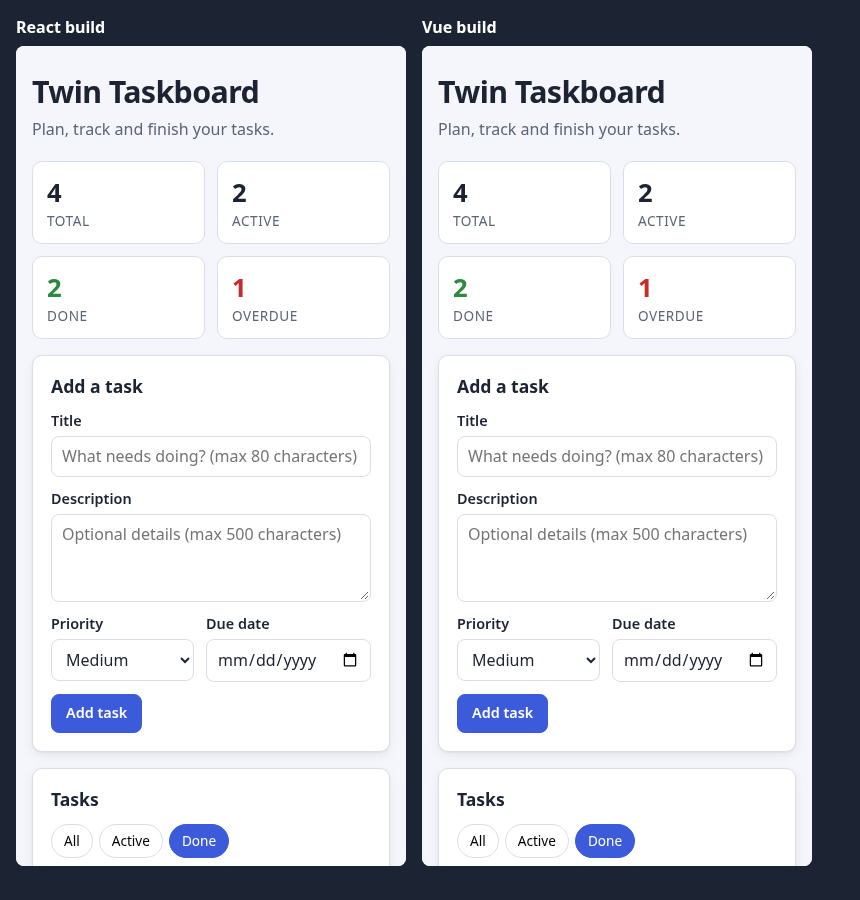 React build
Twin Taskboard
Plan, track and finish your tasks.
4
TOTAL
2
ACTIVE
2
DONE
1
OVERDUE
Add a task
Title
What needs doing? (max 80 characters)
Description
Optional details (max 500 characters)
Priority
Due date
Medium
mm/dd/yyyy
Add task
Tasks
All
Active
Done
Vue build
Twin Taskboard
Plan, track and finish your tasks.
4
TOTAL
2
ACTIVE
2
DONE
1
OVERDUE
Add a task
Title
What needs doing? (max 80 characters)
Description
Optional details (max 500 characters)
Priority
Due date
Medium
mm/dd/yyyy
Add task
Tasks
All
Active
Done